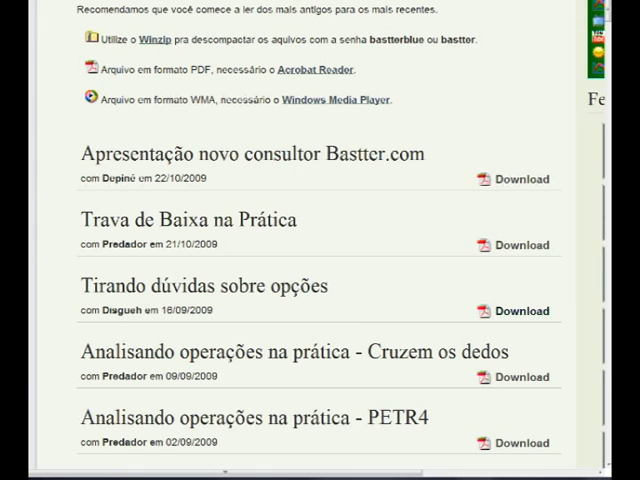 Recomendamos que você comece a ler dos mais antigos para os mais recentes.
Utilize o Winzip pra descompactar os aquivos com a senha bastterblue ou basttor.
Arquivo em formato PDF, necessário o Acrobat Reader.
Arquivo em formato WMA, necessário o Windows Media Player.
Apresentação novo consultor Bastter.com
com Depiné em 22/10/2009
Download
Trava de Baixa na Prática
com Predador em 21/10/2009
Download
Tirando dúvidas sobre opções
com Disgueh em 16/09/2009
Download
Analisando operações na prática - Cruzem os dedos
com Predador em 09/09/2009
Download
Analisando operações na prática - PETR4
com Predador em 02/09/2009
Download
Fe